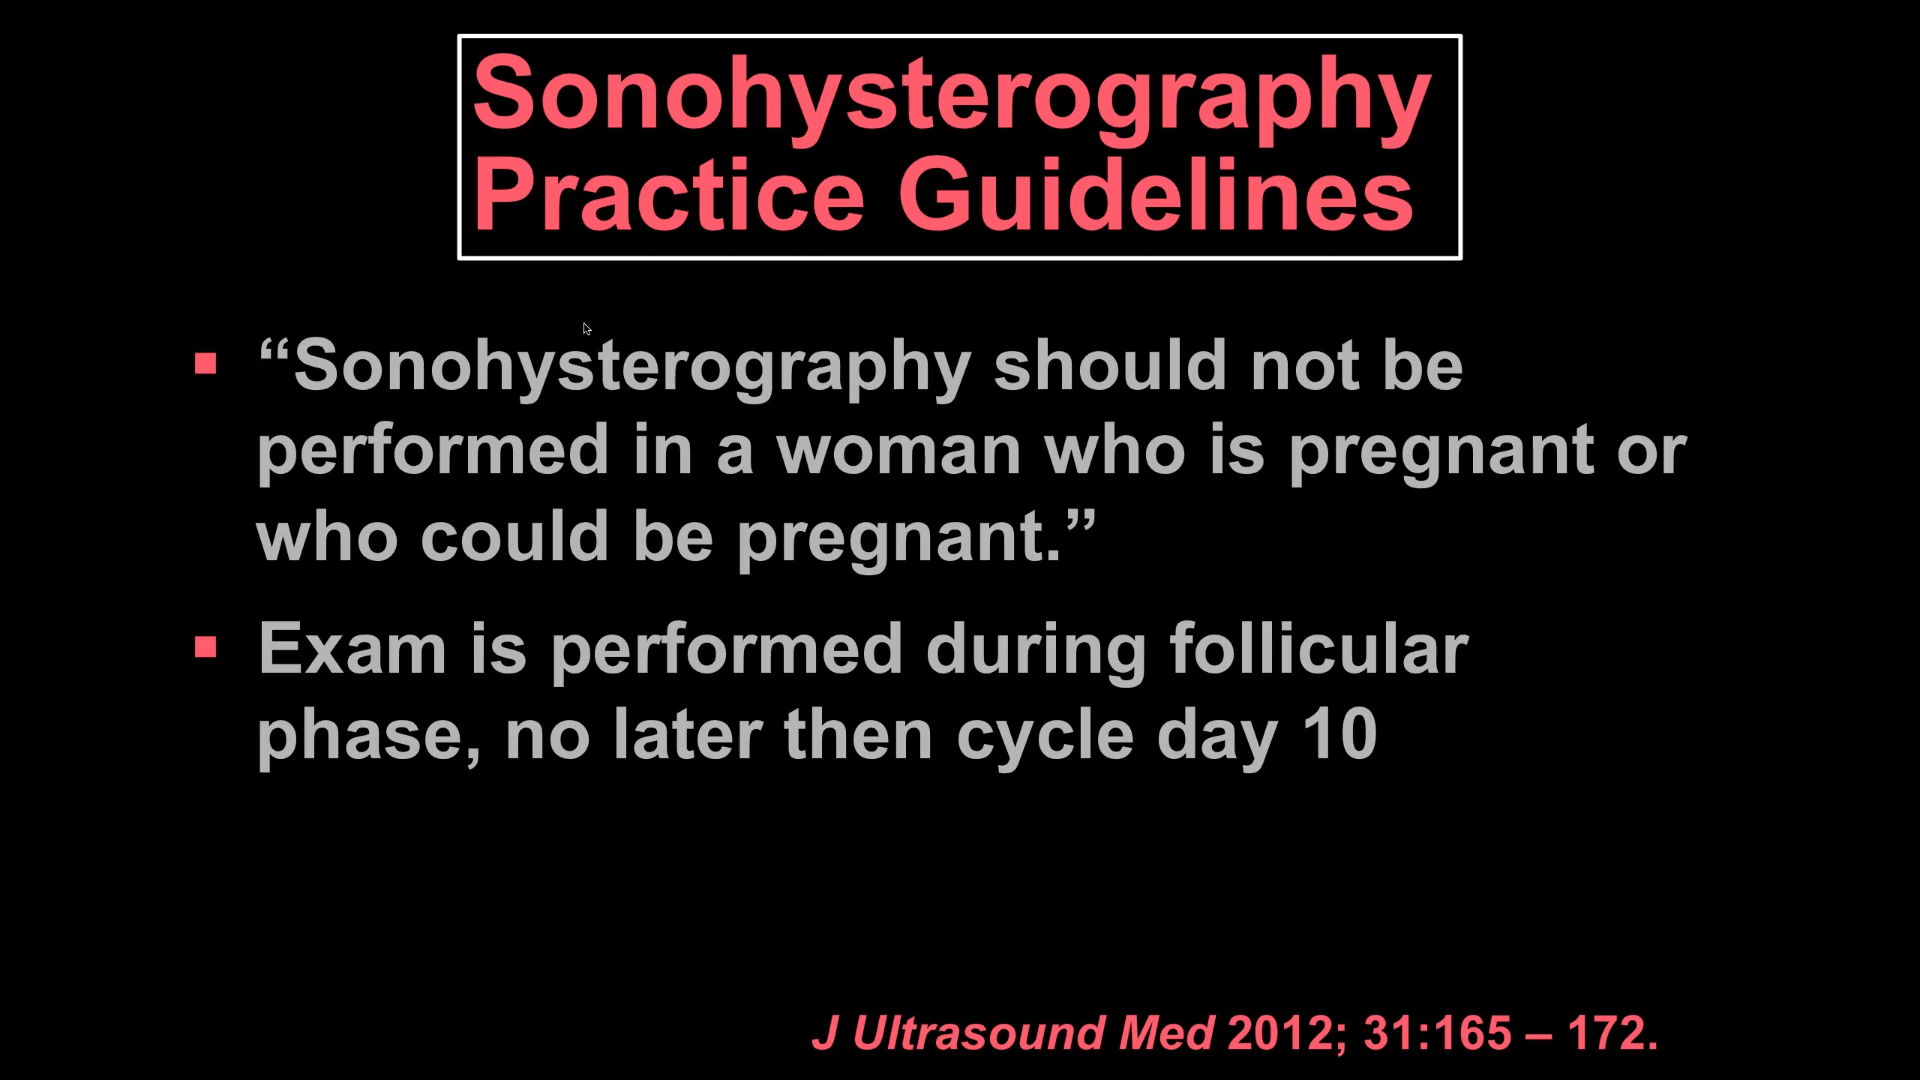 Sonohysterography
Practice Guidelines
▪ “Sonohysterography should not be
performed in a woman who is pregnant or
who could be pregnant.”
▪ Exam is performed during follicular
phase, no later then cycle day 10
J Ultrasound Med 2012; 31:165 – 172.